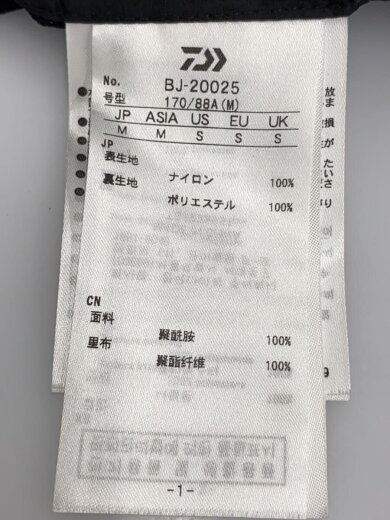 No. BJ-20025
号型 170/88A(M)
JP ASIA US EU UK
M M S S S
JP
表生地 ナイロン 100%
裏生地 ポリエステル 100%
CN
面料 聚酰胺 100%
里布 聚酯纤维 100%
-1-